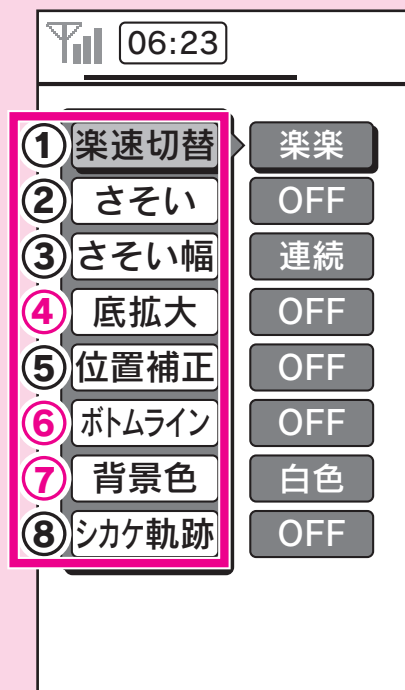 06:23
① 楽速切替 楽楽
② さそい OFF
③ さそい幅 連続
④ 底拡大 OFF
⑤ 位置補正 OFF
⑥ ボトムライン OFF
⑦ 背景色 白色
⑧ シカケ軌跡 OFF